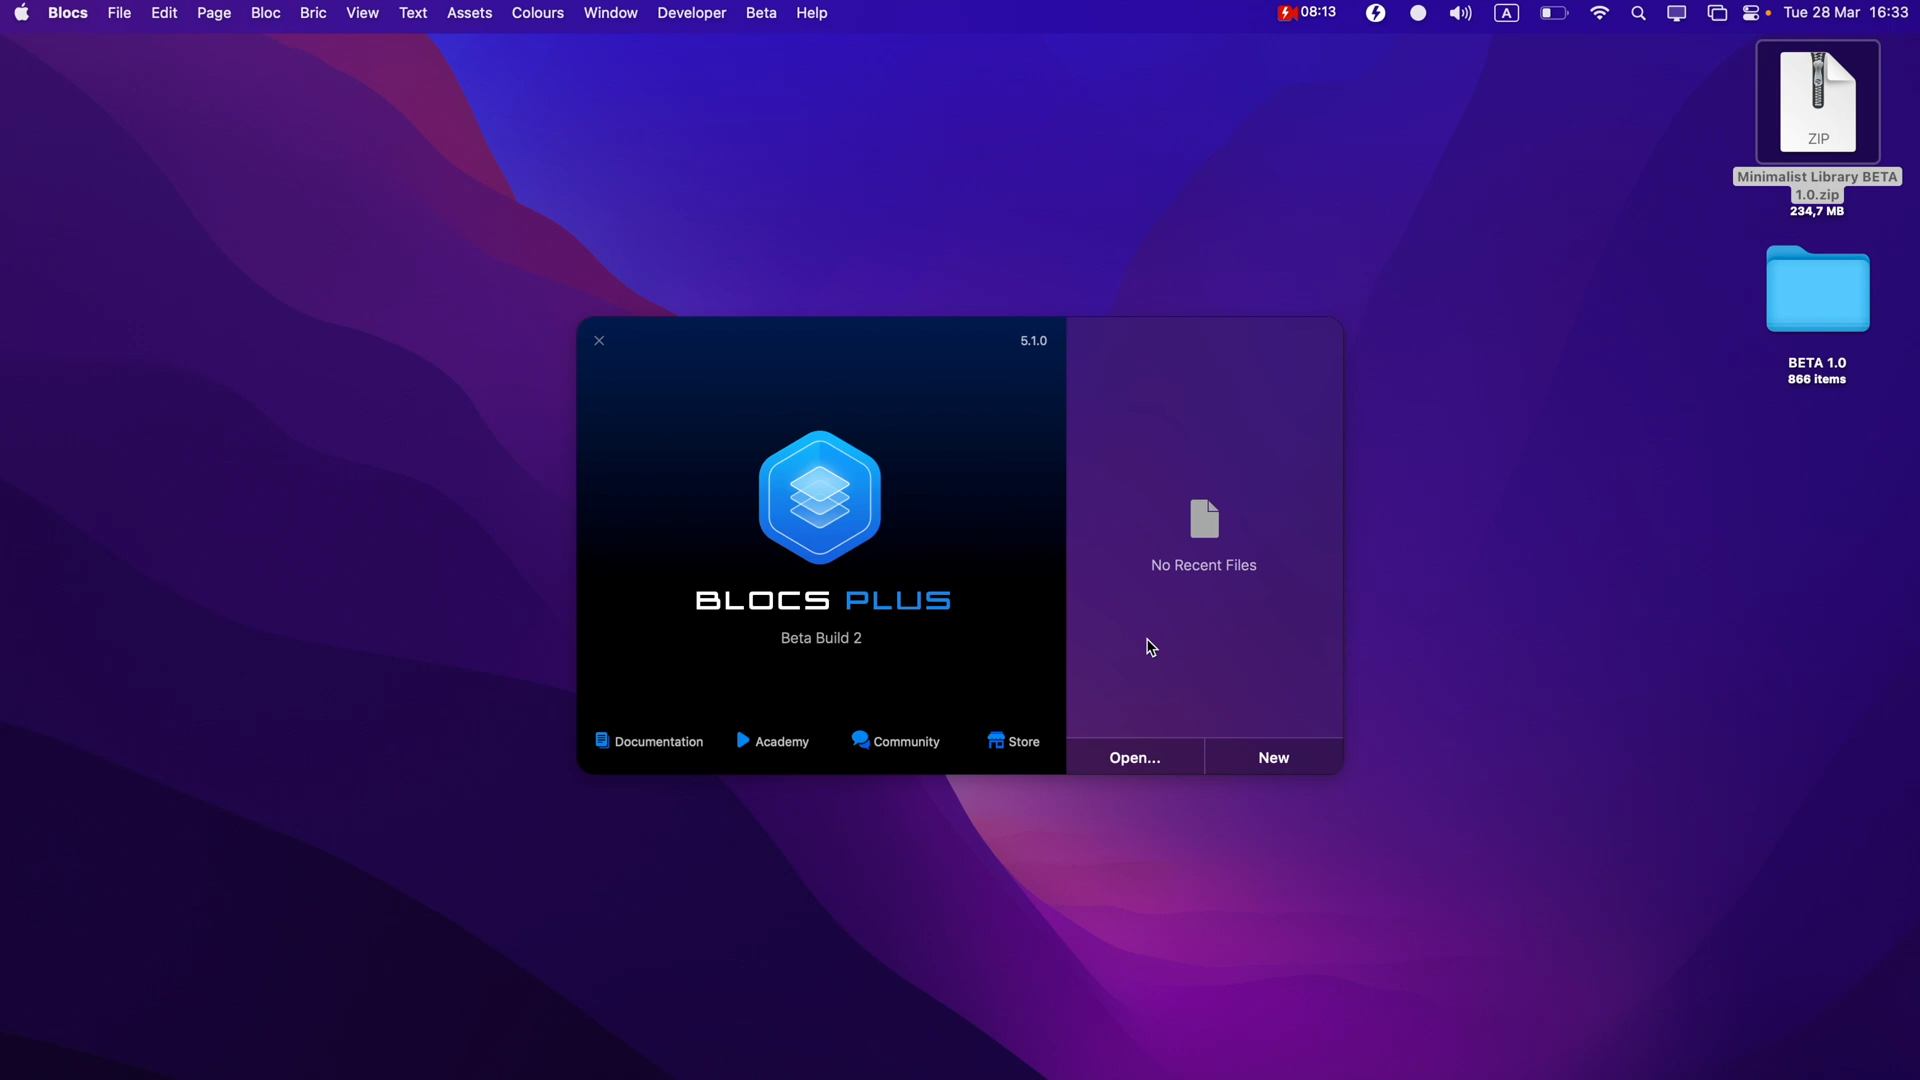 Blocs File Edit Page Bloc Bric View Text Assets Colours Window Developer Beta Help 08:13 A Tue 28 Mar 16:33
ZIP
Minimalist Library BETA
1.0.zip
234,7 MB
BETA 1.0
866 items
5.1.0
BLOCS PLUS
Beta Build 2
No Recent Files
Documentation Academy Community Store
Open... New